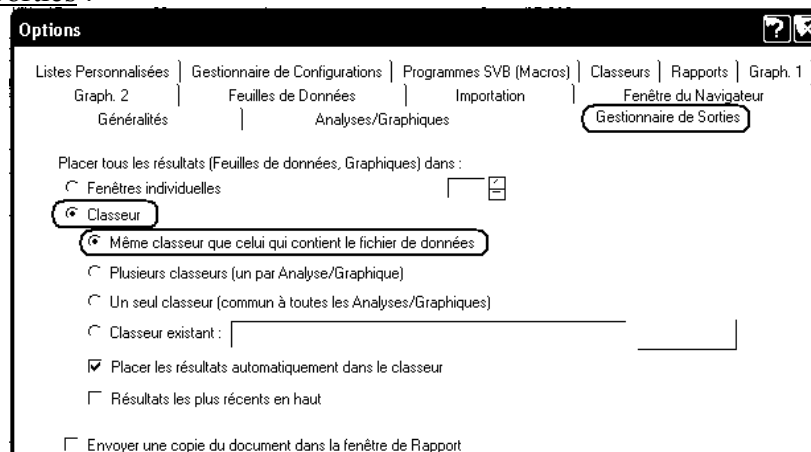 Options
Listes Personnalisées Gestionnaire de Configurations Programmes SVB (Macros) Classeurs Rapports Graph. 1
Graph. 2 Feuilles de Données Importation Fenêtre du Navigateur
Généralités Analyses/Graphiques Gestionnaire de Sorties
Placer tous les résultats (Feuilles de données, Graphiques) dans :
Fenêtres individuelles
Classeur
Même classeur que celui qui contient le fichier de données
Plusieurs classeurs (un par Analyse/Graphique)
Un seul classeur (commun à toutes les Analyses/Graphiques)
Classeur existant :
Placer les résultats automatiquement dans le classeur
Résultats les plus récents en haut
Envoyer une copie du document dans la fenêtre de Rapport